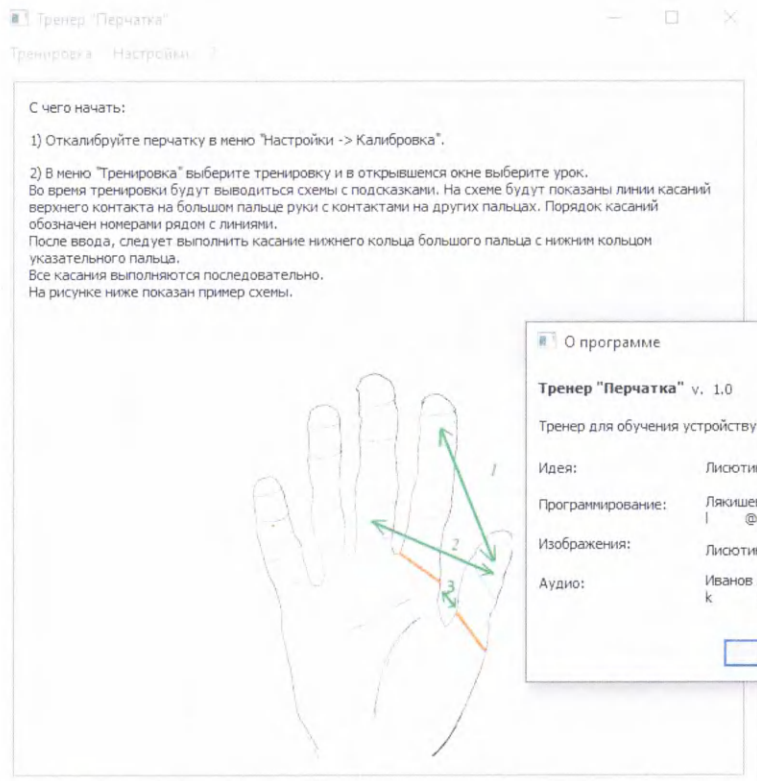 Тренер "Перчатка"
Тренировка Настройки ?
С чего начать:
1) Откалибруйте перчатку в меню "Настройки -> Калибровка".
2) В меню "Тренировка" выберите тренировку и в открывшемся окне выберите урок.
Во время тренировки будут выводиться схемы с подсказками. На схеме будут показаны линии касаний
верхнего контакта на большом пальце руки с контактами на других пальцах. Порядок касаний
обозначен номерами рядом с линиями.
После ввода, следует выполнить касание нижнего кольца большого пальца с нижним кольцом
указательного пальца.
Все касания выполняются последовательно.
На рисунке ниже показан пример схемы.
1
2
3
О программе
Тренер "Перчатка" v. 1.0
Тренер для обучения устройству
Идея:
Программирование:
l @
Изображения:
Аудио: Иванов
k